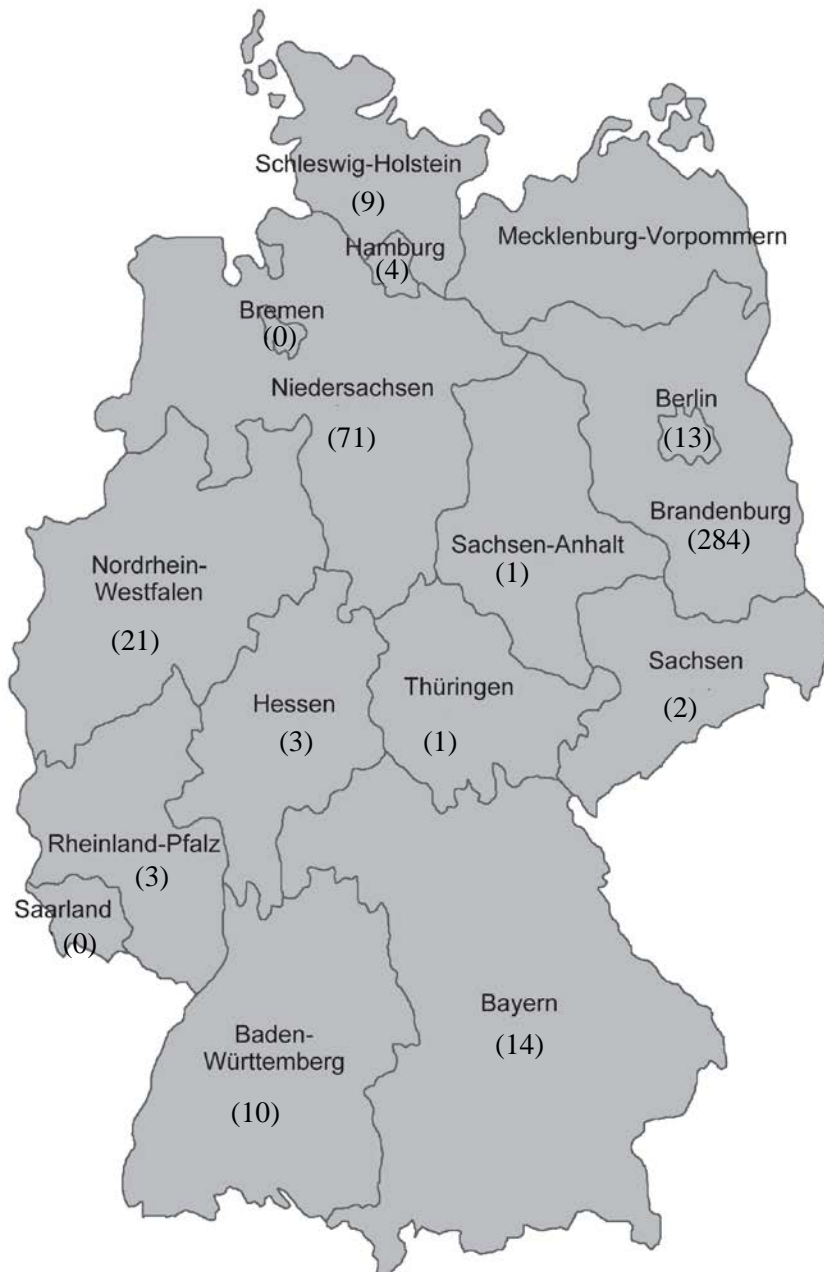 Schleswig-Holstein
(9)
Mecklenburg-Vorpommern
Hamburg
(4)
Bremen
(0)
Niedersachsen
(71)
Berlin
(13)
Brandenburg
(284)
Sachsen-Anhalt
(1)
Nordrhein-
Westfalen
(21)
Sachsen
(2)
Thüringen
(1)
Hessen
(3)
Rheinland-Pfalz
(3)
Saarland
(0)
Bayern
(14)
Baden-
Württemberg
(10)